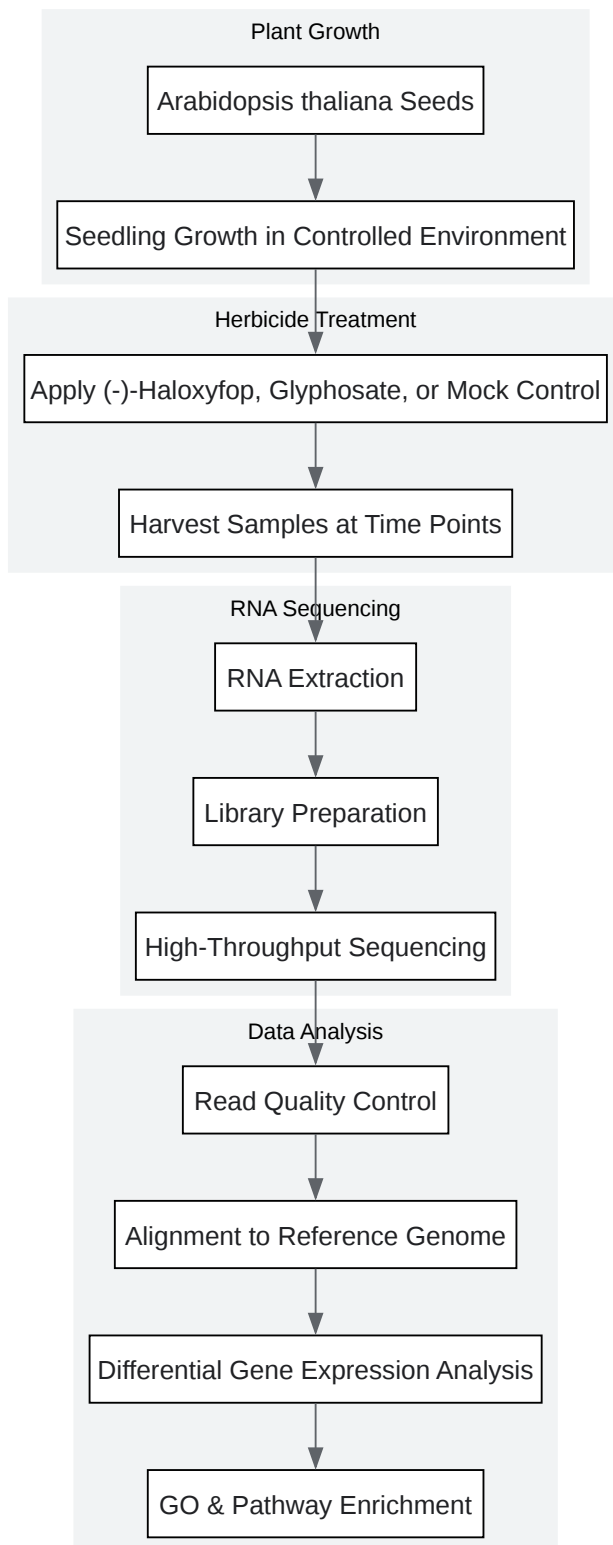 Plant Growth
Arabidopsis thaliana Seeds
Seedling Growth in Controlled Environment
Herbicide Treatment
Apply (-)-Haloxyfop, Glyphosate, or Mock Control
Harvest Samples at Time Points
RNA Sequencing
RNA Extraction
Library Preparation
High-Throughput Sequencing
Data Analysis
Read Quality Control
Alignment to Reference Genome
Differential Gene Expression Analysis
GO & Pathway Enrichment